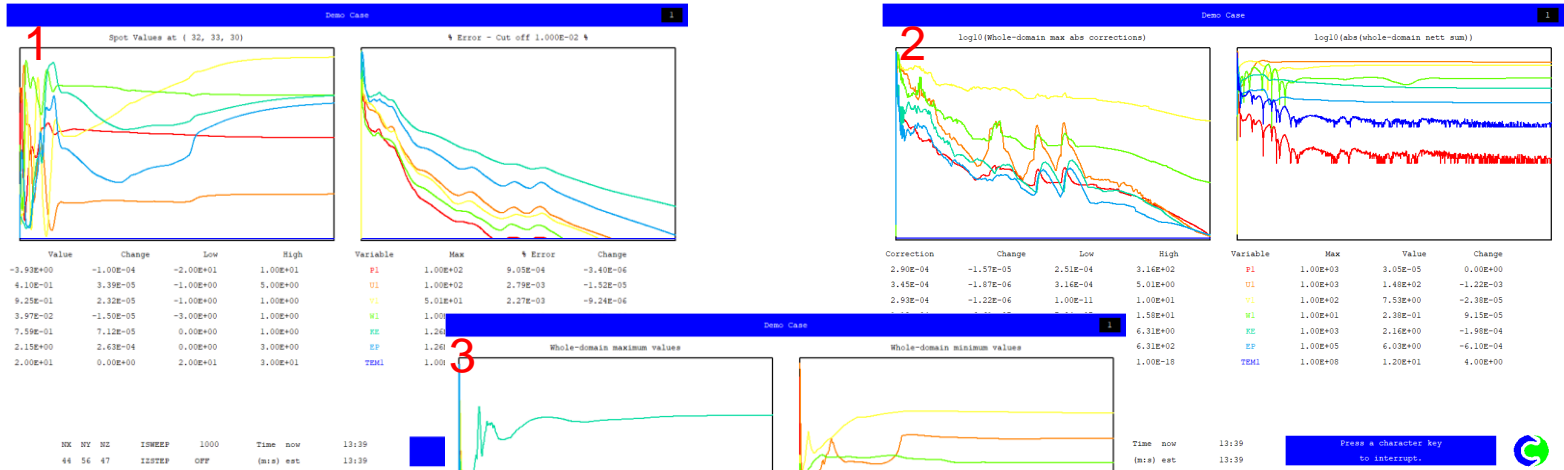 Demo Case
1
1
Spot Values at ( 32, 33, 30)
% Error - Cut off 1.000E-02 %
Value Change Low High Variable Max % Error Change
-3.93E+00 -1.00E-04 -2.00E+01 1.00E+01 P1 1.00E+02 9.05E-04 -3.40E-06
4.10E-01 3.39E-05 -1.00E+01 5.00E+00 U1 1.00E+02 2.79E-03 -1.52E-05
9.25E-01 2.32E-05 -1.00E+00 1.00E+00 V1 5.01E+01 2.27E-03 -9.24E-06
3.97E-02 -1.50E-05 -3.00E+00 1.00E+00 W1 1.00
7.59E-01 7.12E-05 0.00E+00 1.00E+00 KE 1.26
2.15E+00 2.63E-04 0.00E+00 3.00E+00 EP 1.26
2.00E+01 0.00E+00 2.00E+01 3.00E+01 TEM1 1.00
NX NY NZ ISWEEP 1000 Time now 13:39
44 56 47 IZSTEP OFF (m:s) est 13:39
Demo Case
1
2
log10(Whole-domain max abs corrections)
log10(abs(whole-domain nett sum))
Correction Change Low High Variable Max Value Change
2.90E-04 -1.57E-05 2.51E-04 3.16E+02 P1 1.00E+03 3.05E-05 0.00E+00
3.45E-04 -1.87E-06 3.16E-04 5.01E+00 U1 1.00E+03 1.48E+02 -1.22E-03
2.93E-04 -1.22E-06 1.00E-11 1.00E+01 V1 1.00E+02 7.53E+00 -2.38E-05
1.58E+01 W1 1.00E+01 2.38E-01 9.15E-05
6.31E+00 KE 1.00E+03 2.16E+00 -1.98E-04
6.31E+02 EP 1.00E+05 6.03E+00 -6.10E-04
1.00E-18 TEM1 1.00E+08 1.20E+01 4.00E+00
Time now 13:39
(m:s) est 13:39
Press a character key
to interrupt.
Demo Case
1
3
Whole-domain maximum values
Whole-domain minimum values